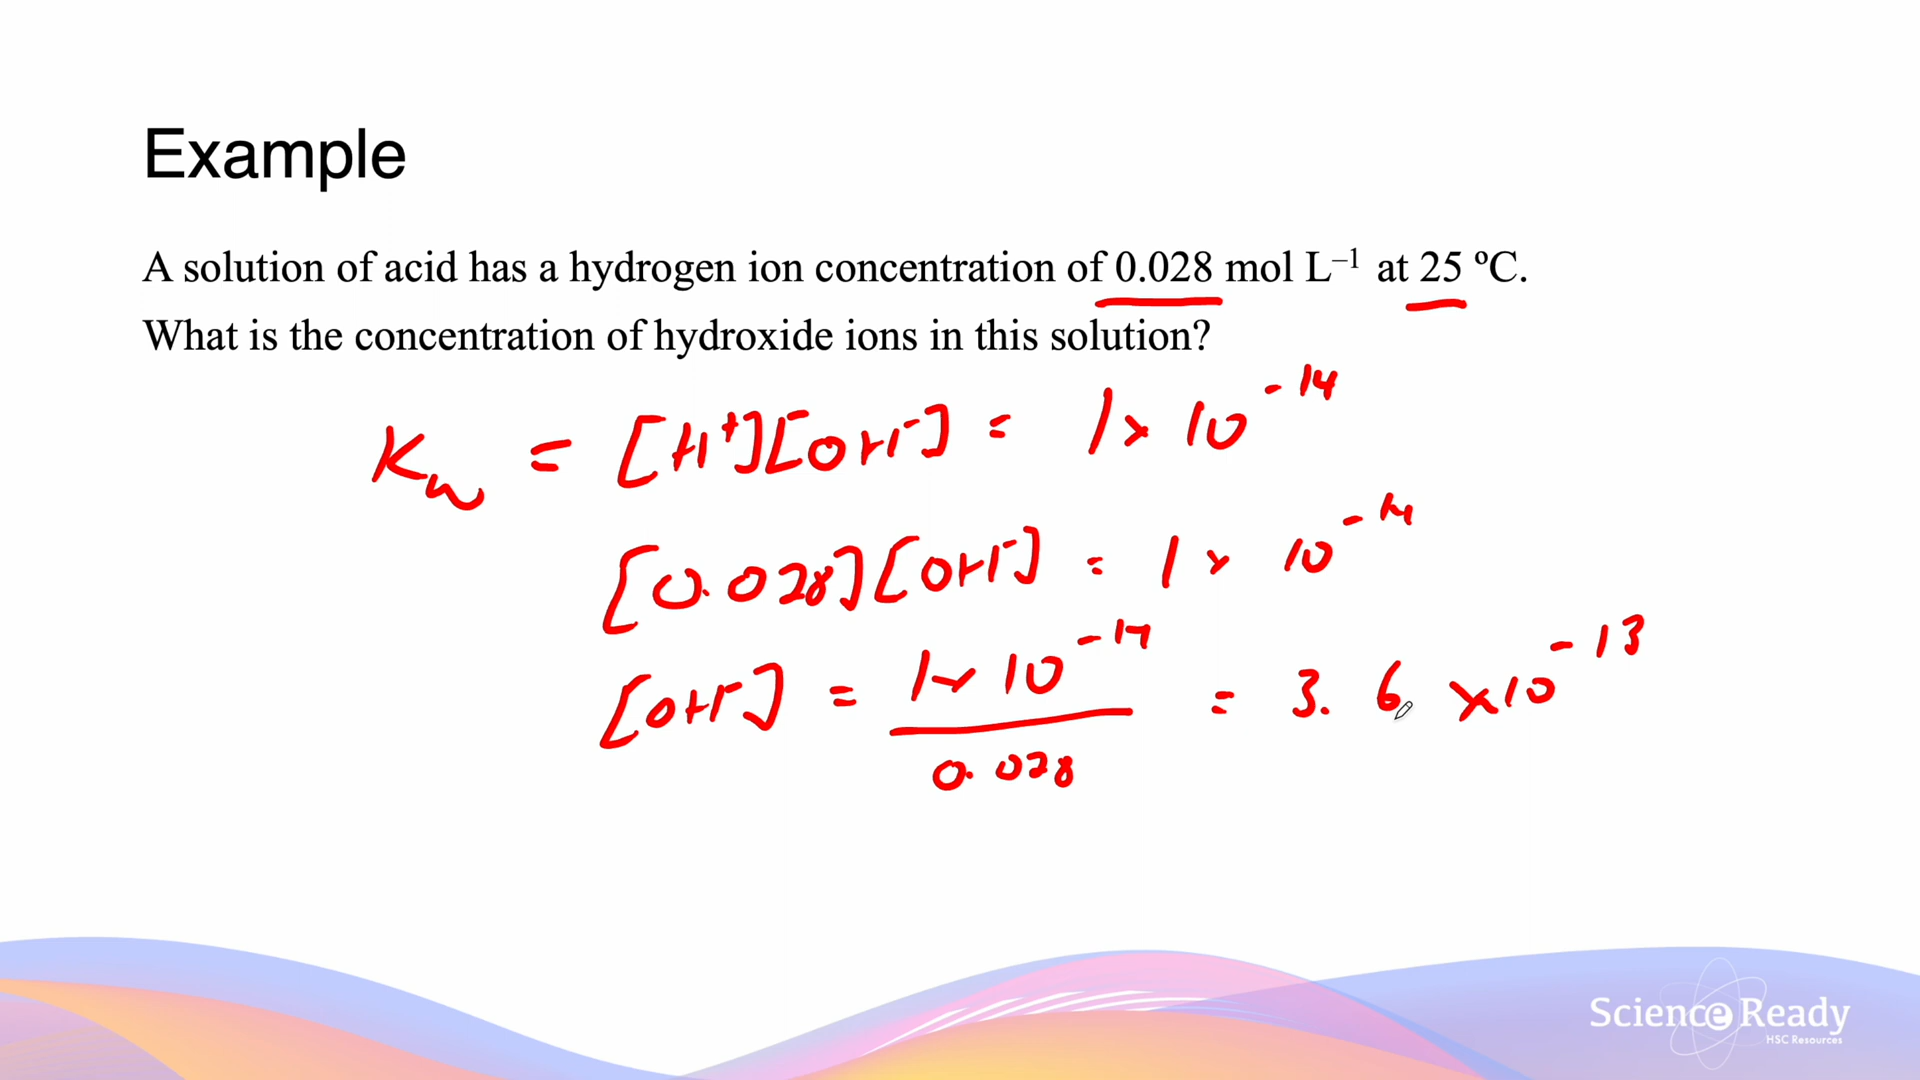 Example
A solution of acid has a hydrogen ion concentration of 0.028 mol L⁻¹ at 25 ºC.
What is the concentration of hydroxide ions in this solution?
Kw = [H⁺][OH⁻] = 1 × 10⁻¹⁴
[0.028][OH⁻] = 1 × 10⁻¹⁴
[OH⁻] = 1 × 10⁻¹⁴ / 0.028 = 3.6 × 10⁻¹³
Science Ready
HSC Resources